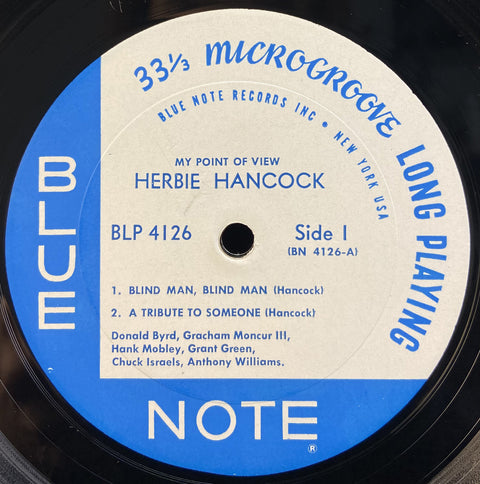 33⅓ MICROGROOVE LONG PLAYING
BLUE NOTE RECORDS INC • NEW YORK USA
MY POINT OF VIEW
HERBIE HANCOCK
BLP 4126
Side 1
(BN 4126-A)
1. BLIND MAN, BLIND MAN (Hancock)
2. A TRIBUTE TO SOMEONE (Hancock)
Donald Byrd, Gracham Moncur III,
Hank Mobley, Grant Green,
Chuck Israels, Anthony Williams.
BLUE
NOTE
®